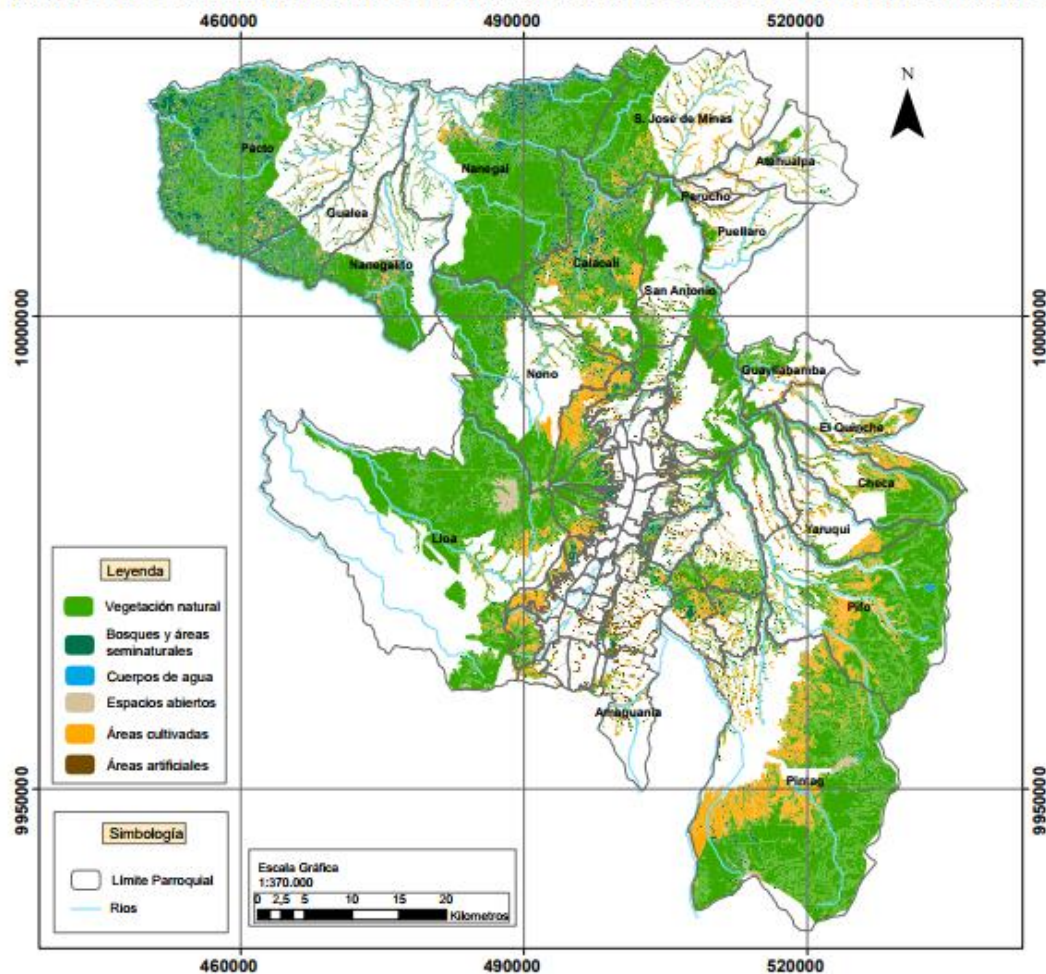 460000 490000 520000
N
S. José de Minas
Pacto
Nanegal
Atahualpa
Perucho
Gualea
Puellaro
Nanegalito
Calacalí
San Antonio
10000000 10000000
Nono
Guayllabamba
El Quinche
Checa
Yaruquí
Lloa
Pifo
Amaguaña
Pintag
9950000 9950000
Leyenda
Vegetación natural
Bosques y áreas
seminaturales
Cuerpos de agua
Espacios abiertos
Áreas cultivadas
Áreas artificiales
Simbología
Límite Parroquial
Ríos
Escala Gráfica
1:370.000
0 2,5 5 10 15 20
Kilometros
460000 490000 520000